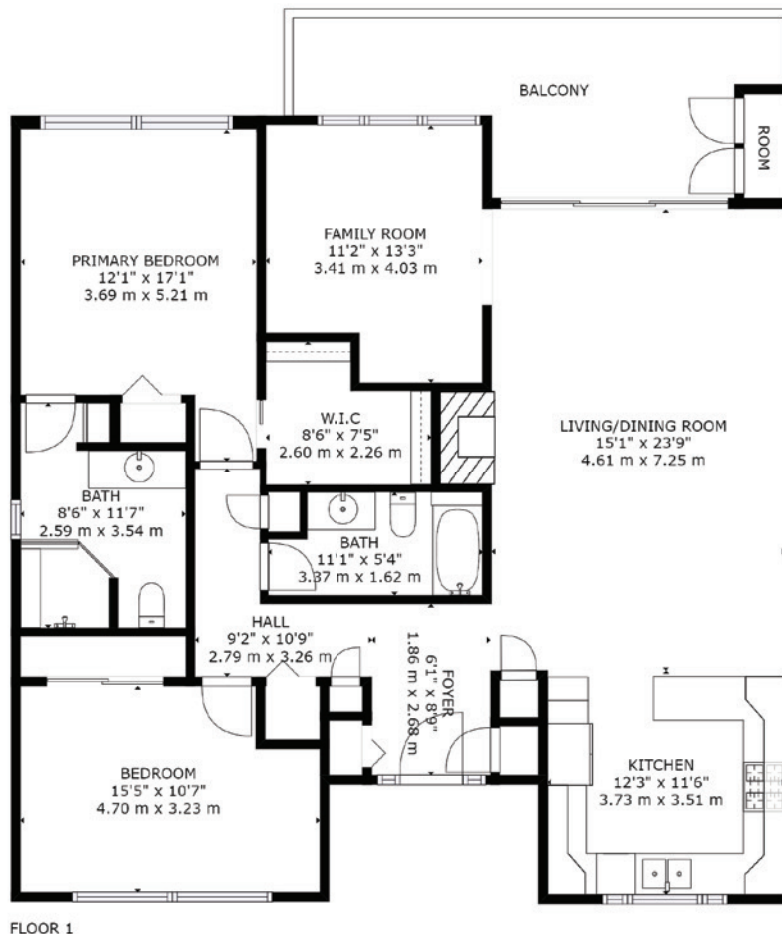 BALCONY
ROOM
FAMILY ROOM
11'2" x 13'3"
3.41 m x 4.03 m
PRIMARY BEDROOM
12'1" x 17'1"
3.69 m x 5.21 m
W.I.C
8'6" x 7'5"
2.60 m x 2.26 m
LIVING/DINING ROOM
15'1" x 23'9"
4.61 m x 7.25 m
BATH
8'6" x 11'7"
2.59 m x 3.54 m
BATH
11'1" x 5'4"
3.37 m x 1.62 m
HALL
9'2" x 10'9"
2.79 m x 3.26 m
FOYER
6'1" x 8'9"
1.86 m x 2.68 m
KITCHEN
12'3" x 11'6"
3.73 m x 3.51 m
BEDROOM
15'5" x 10'7"
4.70 m x 3.23 m
FLOOR 1